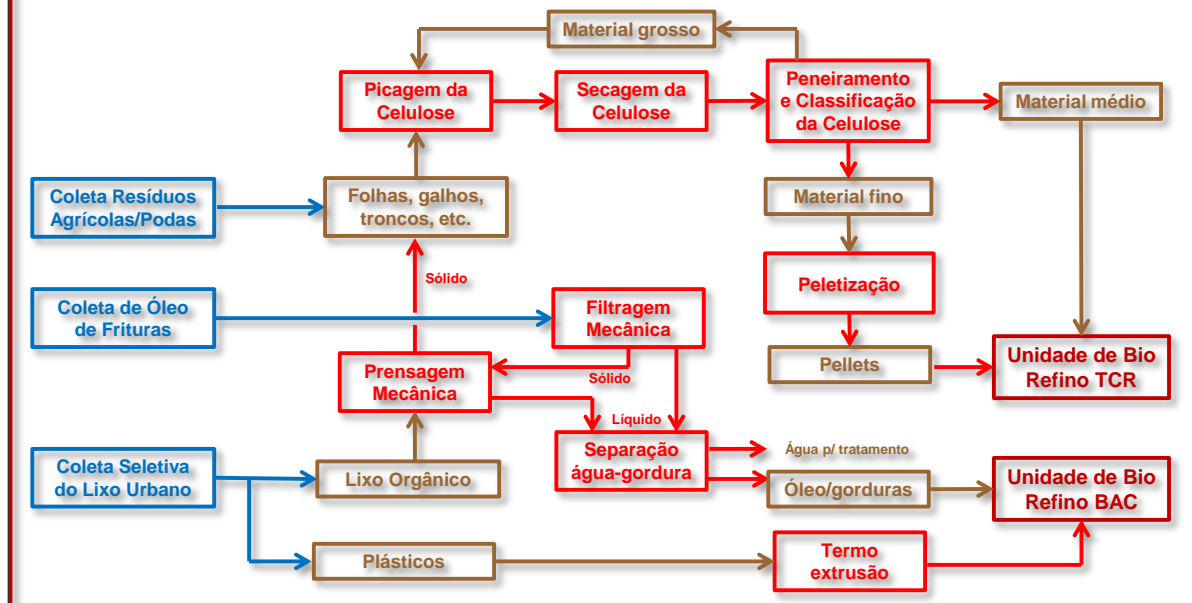 Material grosso
Picagem da
Celulose
Secagem da
Celulose
Peneiramento
e Classificação
da Celulose
Material médio
Coleta Resíduos
Agrícolas/Podas
Folhas, galhos,
troncos, etc.
Material fino
Sólido
Peletização
Coleta de Óleo
de Frituras
Filtragem
Mecânica
Prensagem
Mecânica
Sólido
Pellets
Unidade de Bio
Refino TCR
Líquido
Coleta Seletiva
do Lixo Urbano
Lixo Orgânico
Separação
água-gordura
Água p/ tratamento
Óleo/gorduras
Unidade de Bio
Refino BAC
Plásticos
Termo
extrusão